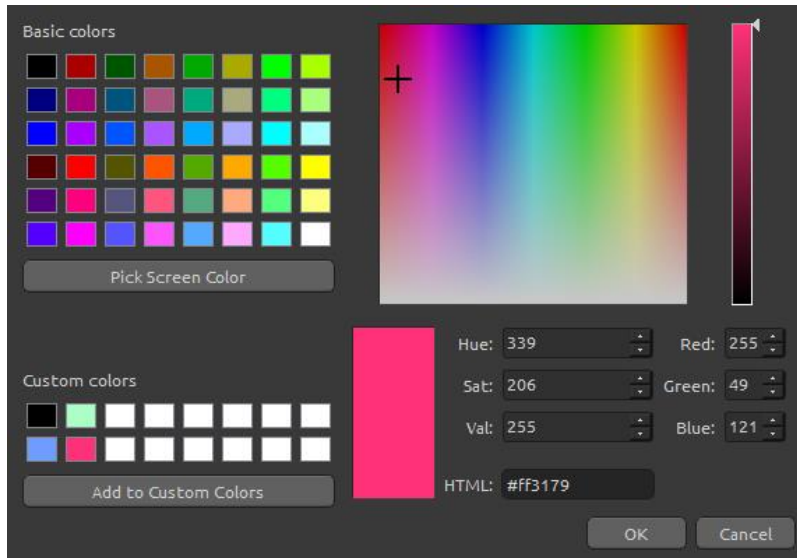 Basic colors
Pick Screen Color
Custom colors
Add to Custom Colors
Hue: 339
Red: 255
Sat: 206
Green: 49
Val: 255
Blue: 121
HTML: #ff3179
OK
Cancel